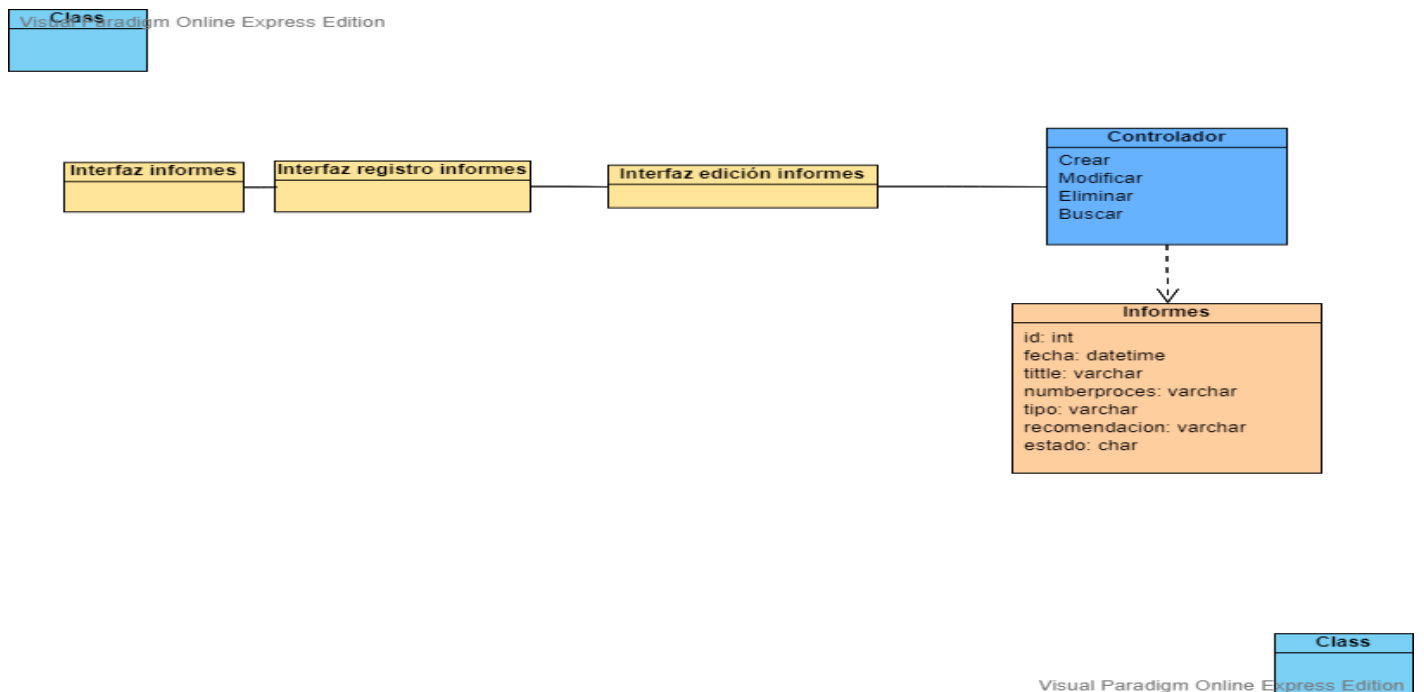 Class
Visual Paradigm Online Express Edition
Interfaz informes
Interfaz registro informes
Interfaz edición informes
Controlador
Crear
Modificar
Eliminar
Buscar
Informes
id: int
fecha: datetime
tittle: varchar
numberproces: varchar
tipo: varchar
recomendacion: varchar
estado: char
Class
Visual Paradigm Online Express Edition